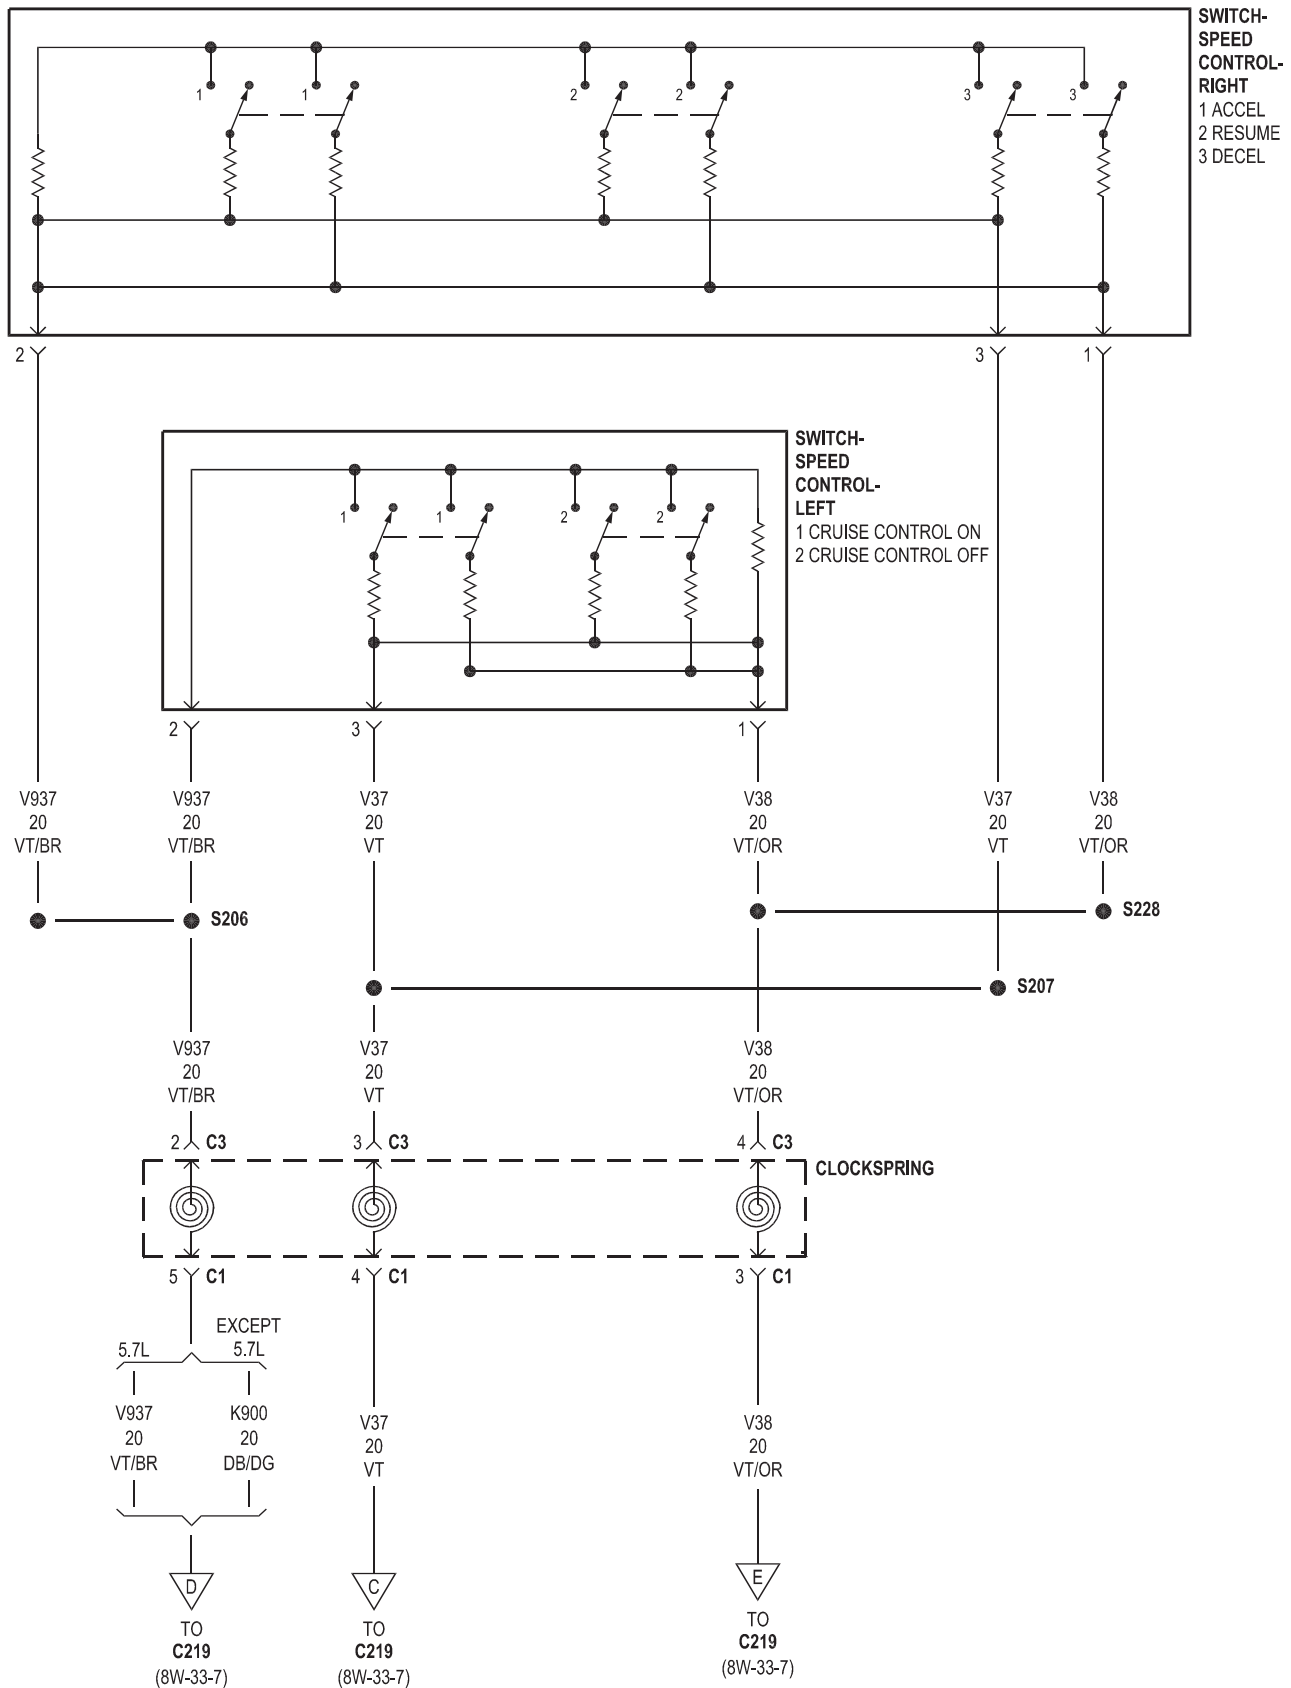 SWITCH-
SPEED
CONTROL-
RIGHT
1 ACCEL
2 RESUME
3 DECEL
1 1 2 2 3 3
2 3 1
SWITCH-
SPEED
CONTROL-
LEFT
1 CRUISE CONTROL ON
2 CRUISE CONTROL OFF
1 1 2 2
2 3 1
V937 V937 V37 V38 V37 V38
20 20 20 20 20 20
VT/BR VT/BR VT VT/OR VT VT/OR
S206 S228
S207
V937 V37 V38
20 20 20
VT/BR VT VT/OR
2 C3 3 C3 4 C3
CLOCKSPRING
5 C1 4 C1 3 C1
EXCEPT
5.7L 5.7L
V937 K900 V37 V38
20 20 20 20
VT/BR DB/DG VT VT/OR
D C E
TO TO TO
C219 C219 C219
(8W-33-7) (8W-33-7) (8W-33-7)